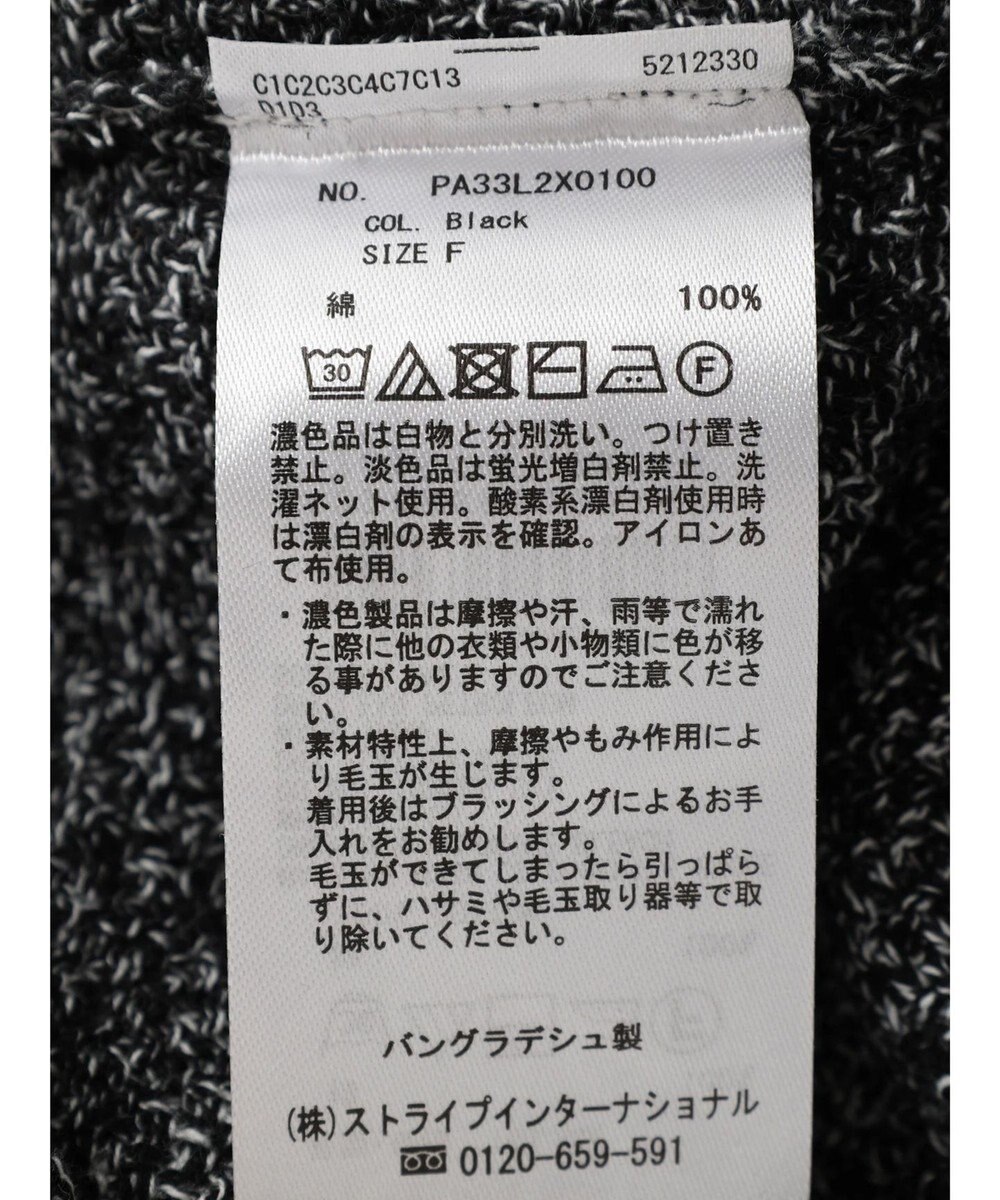 C1C2C3C4C7C13 5212330
D1D3
NO. PA33L2X0100
COL. Black
SIZE F
綿 100%
30 F
濃色品は白物と分別洗い。つけ置き
禁止。淡色品は蛍光増白剤禁止。洗
濯ネット使用。酸素系漂白剤使用時
は漂白剤の表示を確認。アイロンあ
て布使用。
・濃色製品は摩擦や汗、雨等で濡れ
た際に他の衣類や小物類に色が移
る事がありますのでご注意くださ
い。
・素材特性上、摩擦やもみ作用によ
り毛玉が生じます。
着用後はブラッシングによるお手
入れをお勧めします。
毛玉ができてしまったら引っぱら
ずに、ハサミや毛玉取り器等で取
り除いてください。
バングラデシュ製
(株)ストライプインターナショナル
0120-659-591